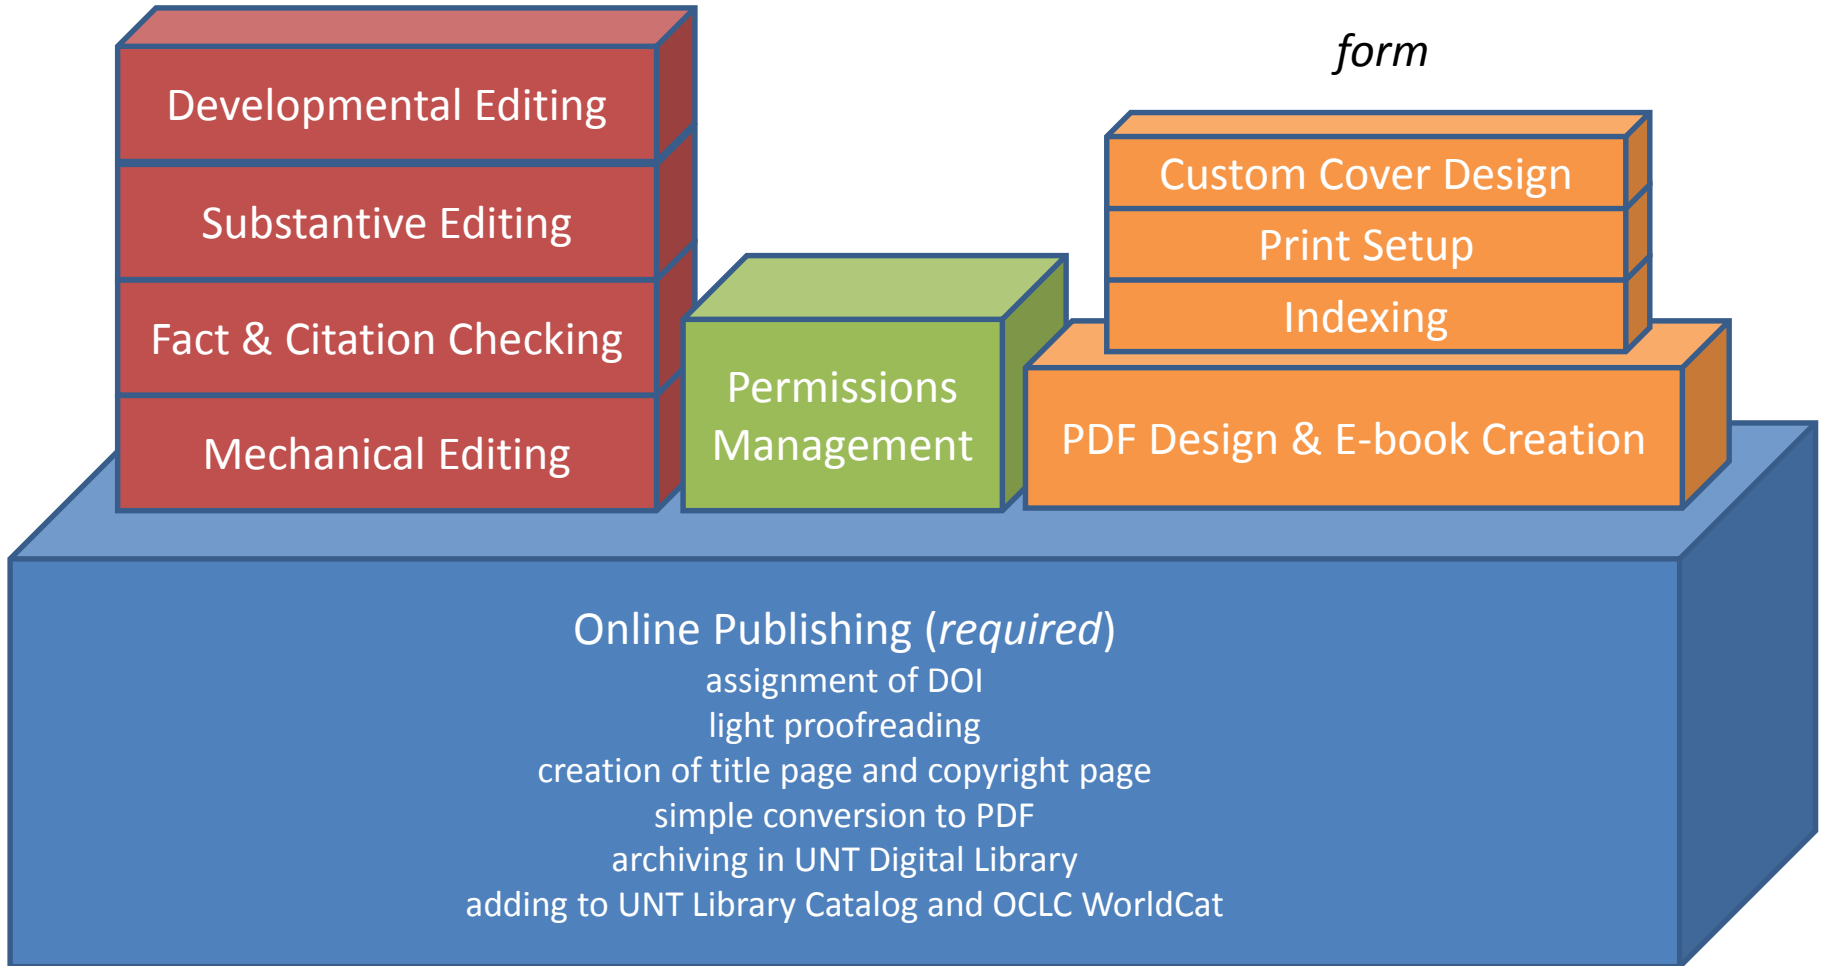 Developmental Editing
Substantive Editing
Fact & Citation Checking
Mechanical Editing
Permissions
Management
form
Custom Cover Design
Print Setup
Indexing
PDF Design & E-book Creation
Online Publishing (required)
assignment of DOI
light proofreading
creation of title page and copyright page
simple conversion to PDF
archiving in UNT Digital Library
adding to UNT Library Catalog and OCLC WorldCat